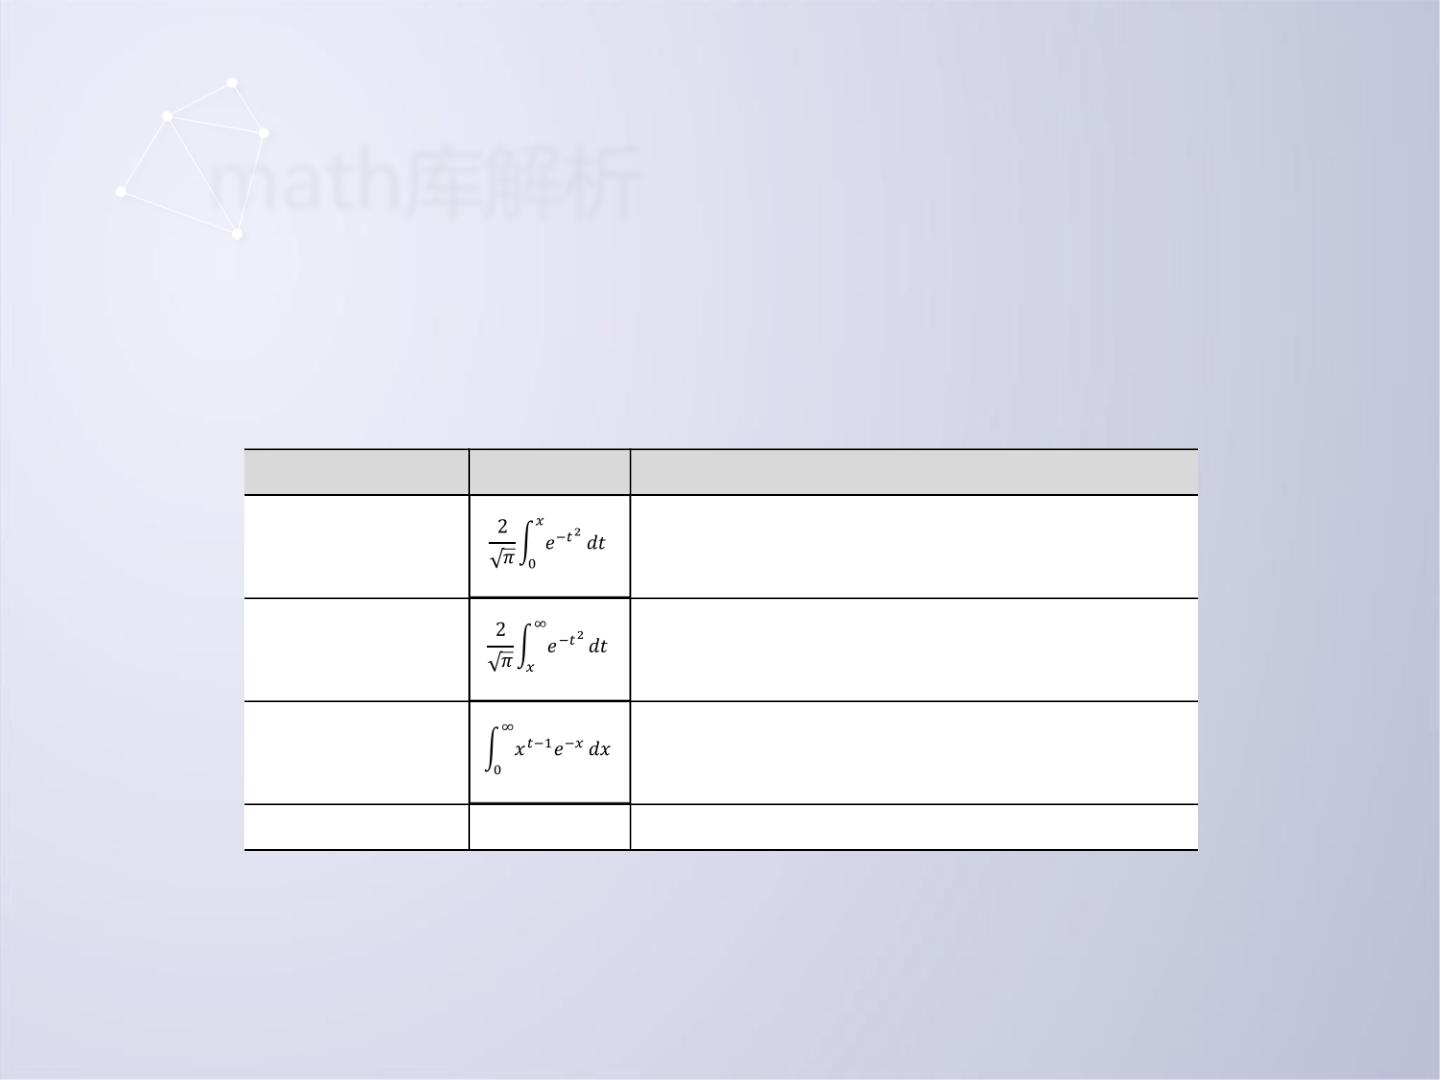 math库解析
2/√π ∫₀ˣ e^(−t²) dt
2/√π ∫ₓ^∞ e^(−t²) dt
∫₀^∞ x^(t−1) e^(−x) dx